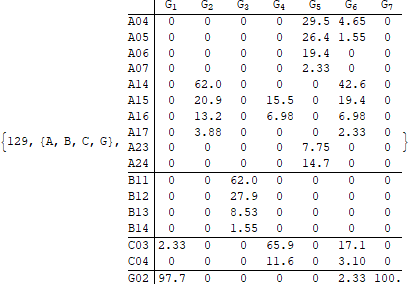 G₁ G₂ G₃ G₄ G₅ G₆ G₇
A04 0 0 0 0 29.5 4.65 0
A05 0 0 0 0 26.4 1.55 0
A06 0 0 0 0 19.4 0 0
A07 0 0 0 0 2.33 0 0
A14 0 62.0 0 0 0 42.6 0
A15 0 20.9 0 15.5 0 19.4 0
A16 0 13.2 0 6.98 0 6.98 0
A17 0 3.88 0 0 0 2.33 0
{129, {A, B, C, G}, }
A23 0 0 0 0 7.75 0 0
A24 0 0 0 0 14.7 0 0
B11 0 0 62.0 0 0 0 0
B12 0 0 27.9 0 0 0 0
B13 0 0 8.53 0 0 0 0
B14 0 0 1.55 0 0 0 0
C03 2.33 0 0 65.9 0 17.1 0
C04 0 0 0 11.6 0 3.10 0
G02 97.7 0 0 0 0 2.33 100.